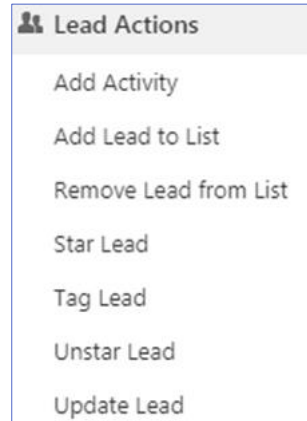 Lead Actions
Add Activity
Add Lead to List
Remove Lead from List
Star Lead
Tag Lead
Unstar Lead
Update Lead